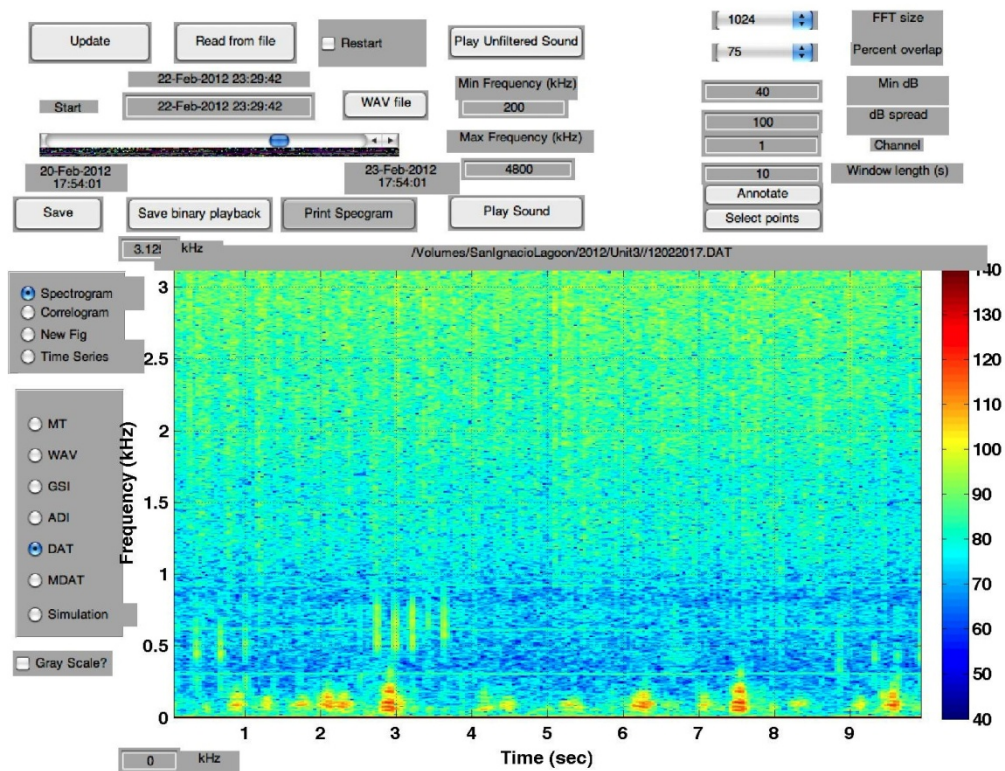 1024
FFT size
Update
Read from file
Restart
Play Unfiltered Sound
75
Percent overlap
22-Feb-2012 23:29:42
Min Frequency (kHz)
40
Min dB
Start
22-Feb-2012 23:29:42
WAV file
200
100
dB spread
Max Frequency (kHz)
1
Channel
20-Feb-2012
17:54:01
23-Feb-2012
17:54:01
4800
10
Window length (s)
Annotate
Save
Save binary playback
Print Specgram
Play Sound
Select points
kHz
/Volumes/SanIgnacioLagoon/2012/Unit3//12022017.DAT
Spectrogram
Correlogram
New Fig
Time Series
MT
WAV
GSI
ADI
DAT
MDAT
Simulation
Gray Scale?
Frequency (kHz)
3
2.5
2
1.5
1
0.5
0
1 2 3 4 5 6 7 8 9
Time (sec)
140
130
120
110
100
90
80
70
60
50
40
0
kHz